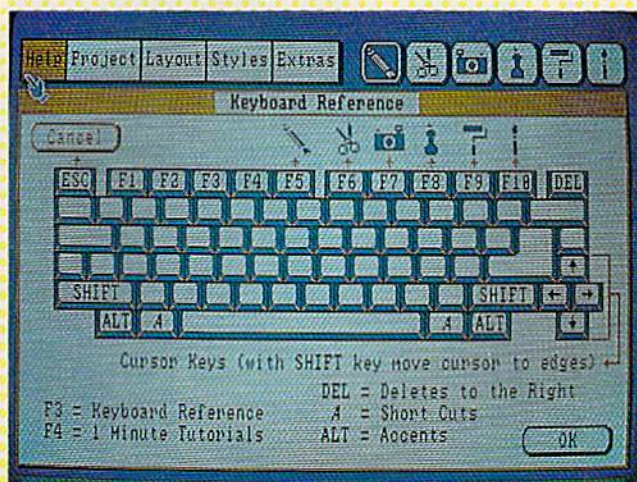 Help Project Layout Styles Extras
Keyboard Reference
Cancel
ESC F1 F2 F3 F4 F5 F6 F7 F8 F9 F10 DEL
SHIFT SHIFT ← →
↑
ALT A A ALT ↓
Cursor Keys (with SHIFT key move cursor to edges)
DEL = Deletes to the Right
F3 = Keyboard Reference A = Short Cuts
F4 = 1 Minute Tutorials ALT = Accents
OK